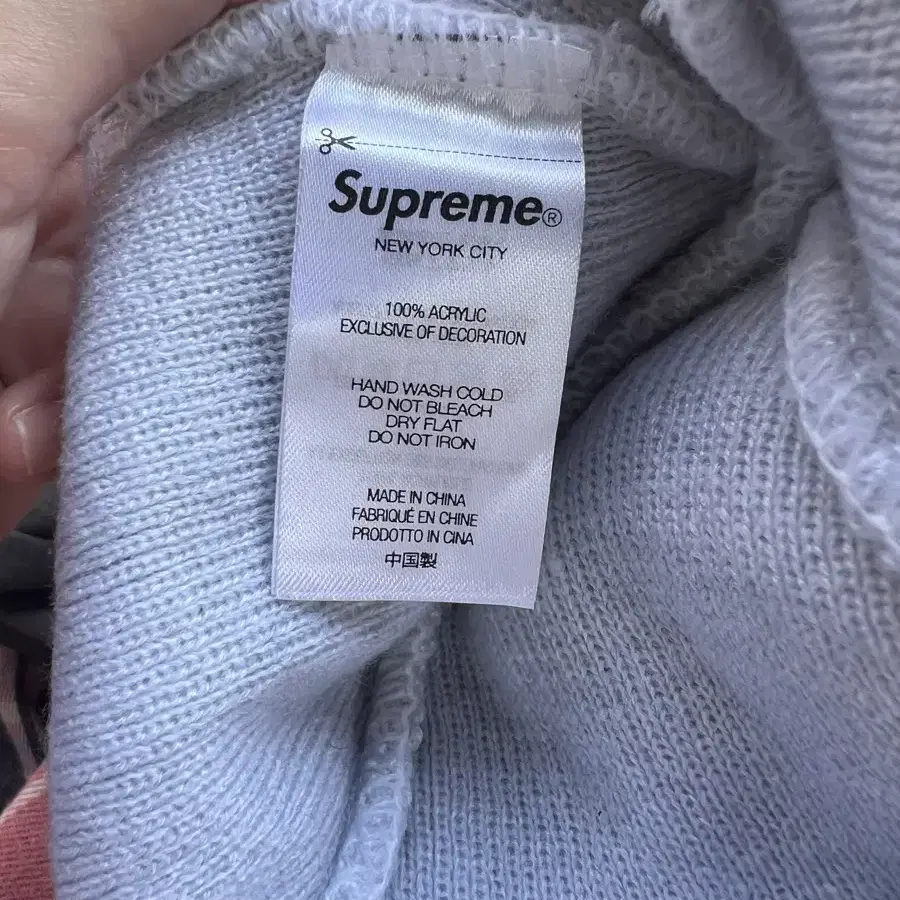 Supreme®
NEW YORK CITY
100% ACRYLIC
EXCLUSIVE OF DECORATION
HAND WASH COLD
DO NOT BLEACH
DRY FLAT
DO NOT IRON
MADE IN CHINA
FABRIQUÉ EN CHINE
PRODOTTO IN CINA
中国製